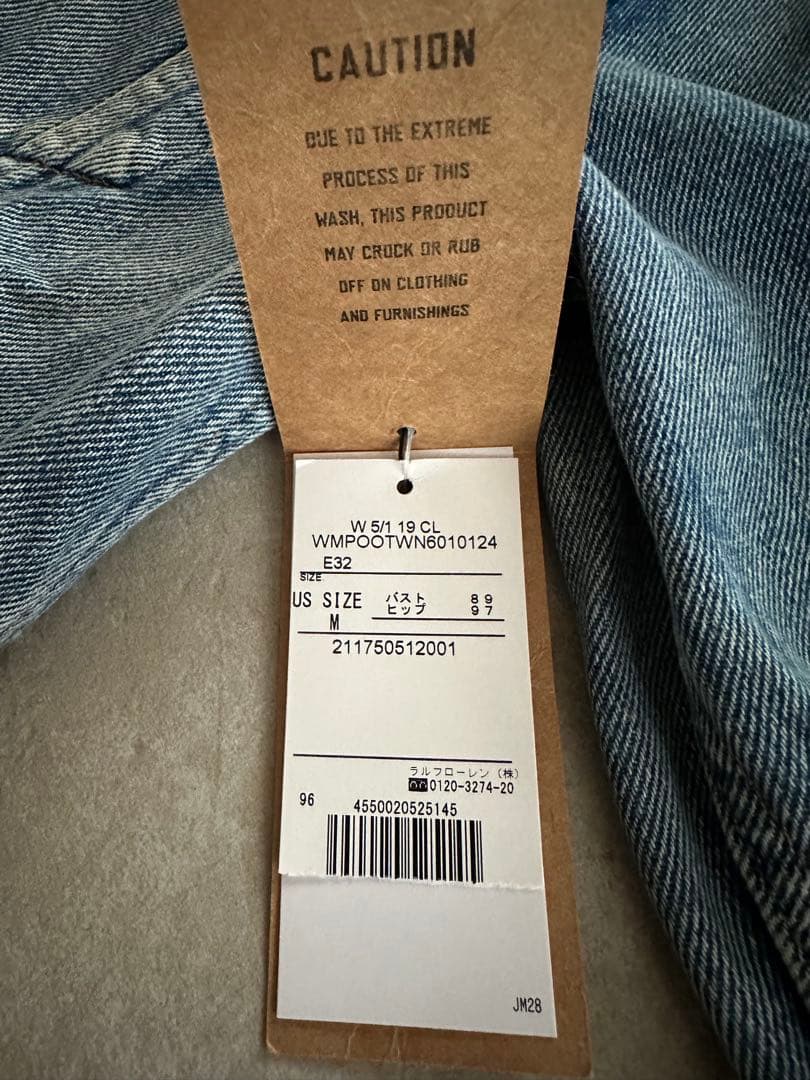 CAUTION
DUE TO THE EXTREME
PROCESS OF THIS
WASH, THIS PRODUCT
MAY CROCK OR RUB
OFF ON CLOTHING
AND FURNISHINGS
W 5/1 19 CL
WMPOOTWN6010124
E32
SIZE
US SIZE バスト 89
M ヒップ 97
211750512001
ラルフローレン (株)
0120-3274-20
96 4550020525145
JM28